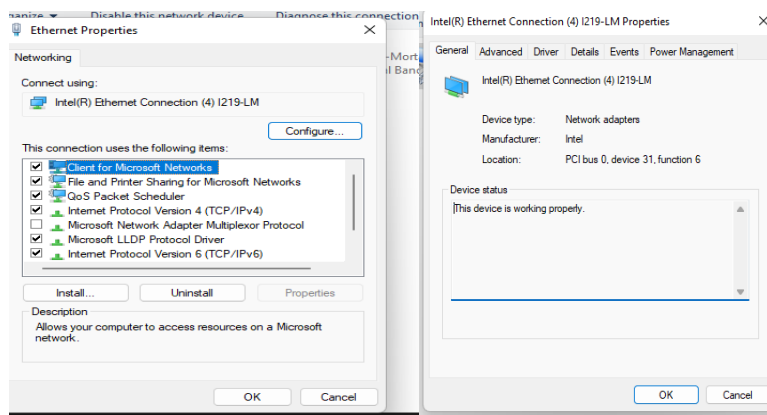 Disable this network device Diagnose this connection
Ethernet Properties
Networking
Connect using:
Intel(R) Ethernet Connection (4) I219-LM
Configure...
This connection uses the following items:
Client for Microsoft Networks
File and Printer Sharing for Microsoft Networks
QoS Packet Scheduler
Internet Protocol Version 4 (TCP/IPv4)
Microsoft Network Adapter Multiplexor Protocol
Microsoft LLDP Protocol Driver
Internet Protocol Version 6 (TCP/IPv6)
Install... Uninstall Properties
Description
Allows your computer to access resources on a Microsoft
network.
OK Cancel
Intel(R) Ethernet Connection (4) I219-LM Properties
General Advanced Driver Details Events Power Management
Intel(R) Ethernet Connection (4) I219-LM
Device type: Network adapters
Manufacturer: Intel
Location: PCI bus 0, device 31, function 6
Device status
This device is working properly.
OK Cancel